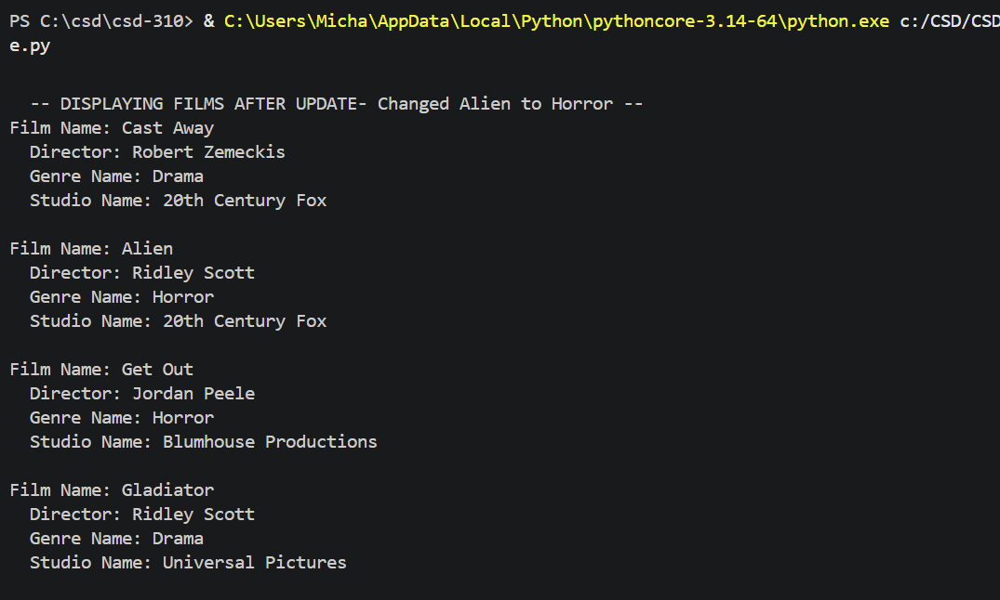 PS C:\csd\csd-310> & C:\Users\Micha\AppData\Local\Python\pythoncore-3.14-64\python.exe c:/CSD/CSD
e.py
-- DISPLAYING FILMS AFTER UPDATE- Changed Alien to Horror --
Film Name: Cast Away
Director: Robert Zemeckis
Genre Name: Drama
Studio Name: 20th Century Fox
Film Name: Alien
Director: Ridley Scott
Genre Name: Horror
Studio Name: 20th Century Fox
Film Name: Get Out
Director: Jordan Peele
Genre Name: Horror
Studio Name: Blumhouse Productions
Film Name: Gladiator
Director: Ridley Scott
Genre Name: Drama
Studio Name: Universal Pictures